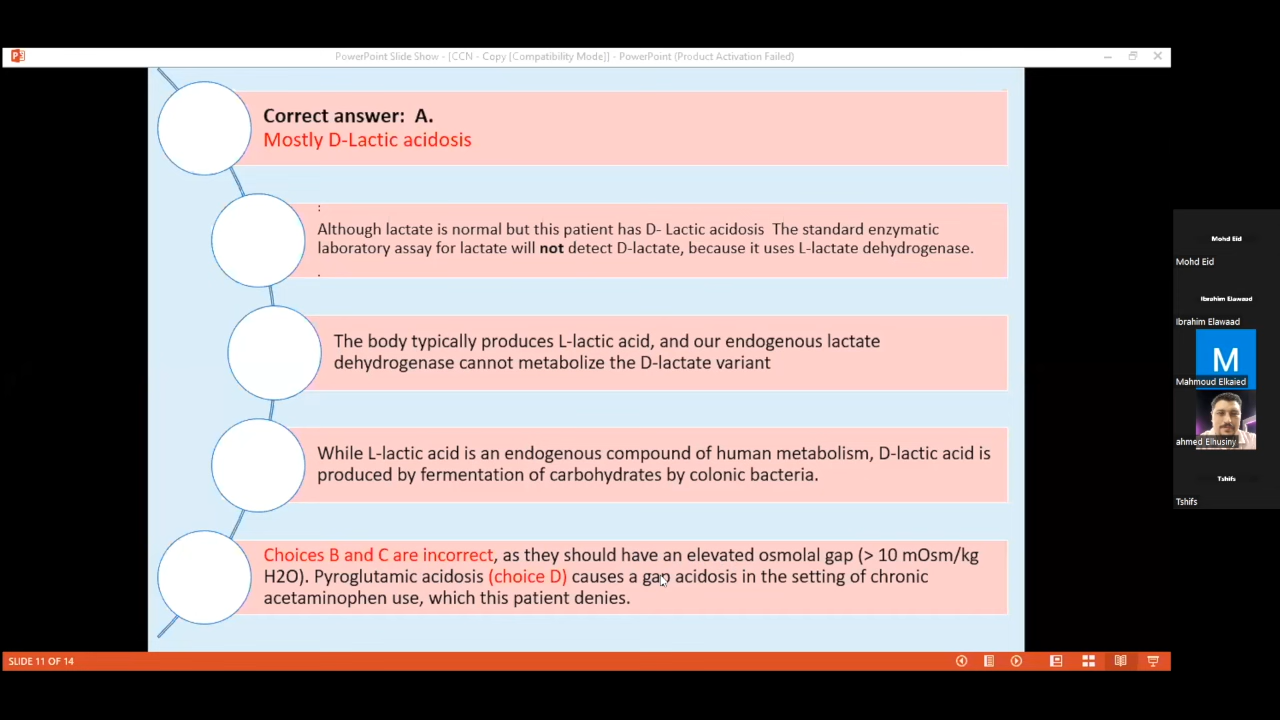 PowerPoint Slide Show - [CCN - Copy [Compatibility Mode]] - PowerPoint (Product Activation Failed)
Correct answer: A.
Mostly D-Lactic acidosis
:
Although lactate is normal but this patient has D- Lactic acidosis The standard enzymatic
laboratory assay for lactate will not detect D-lactate, because it uses L-lactate dehydrogenase.
.
The body typically produces L-lactic acid, and our endogenous lactate
dehydrogenase cannot metabolize the D-lactate variant
While L-lactic acid is an endogenous compound of human metabolism, D-lactic acid is
produced by fermentation of carbohydrates by colonic bacteria.
Choices B and C are incorrect, as they should have an elevated osmolal gap (> 10 mOsm/kg
H2O). Pyroglutamic acidosis (choice D) causes a gap acidosis in the setting of chronic
acetaminophen use, which this patient denies.
SLIDE 11 OF 14
Mohd Eid
Mohd Eid
Ibrahim Elawaad
Ibrahim Elawaad
M
Mahmoud Elkaied
ahmed Elhusiny
Tshifs
Tshifs